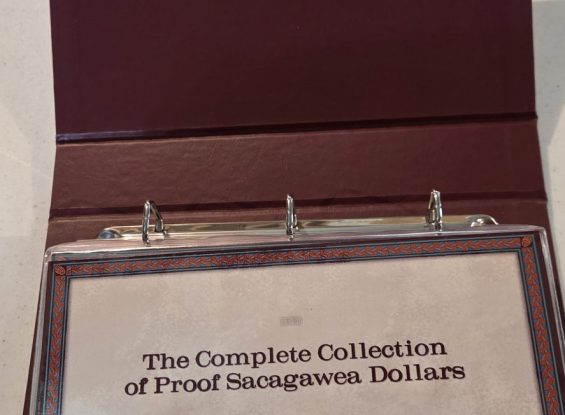 The Complete Collection
of Proof Sacagawea Dollars